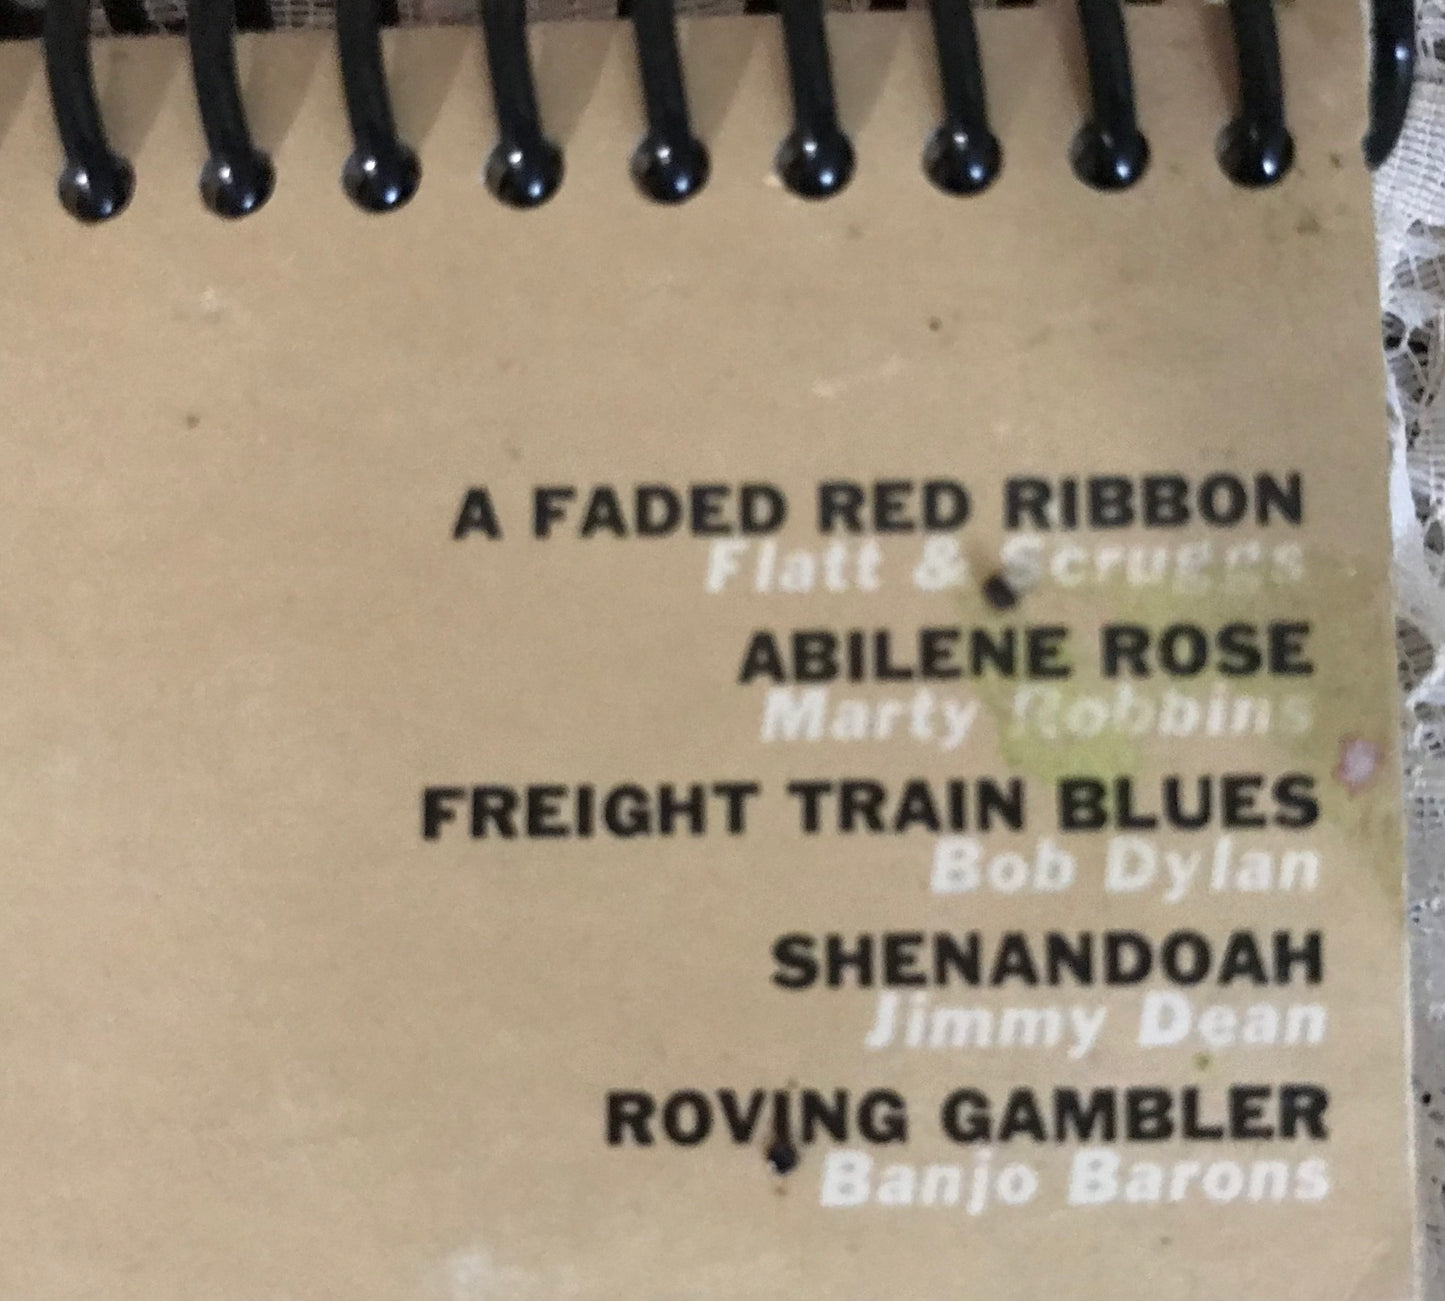 A FADED RED RIBBON
Flatt & Scruggs
ABILENE ROSE
Marty Robbins
FREIGHT TRAIN BLUES
Bob Dylan
SHENANDOAH
Jimmy Dean
ROVING GAMBLER
Banjo Barons